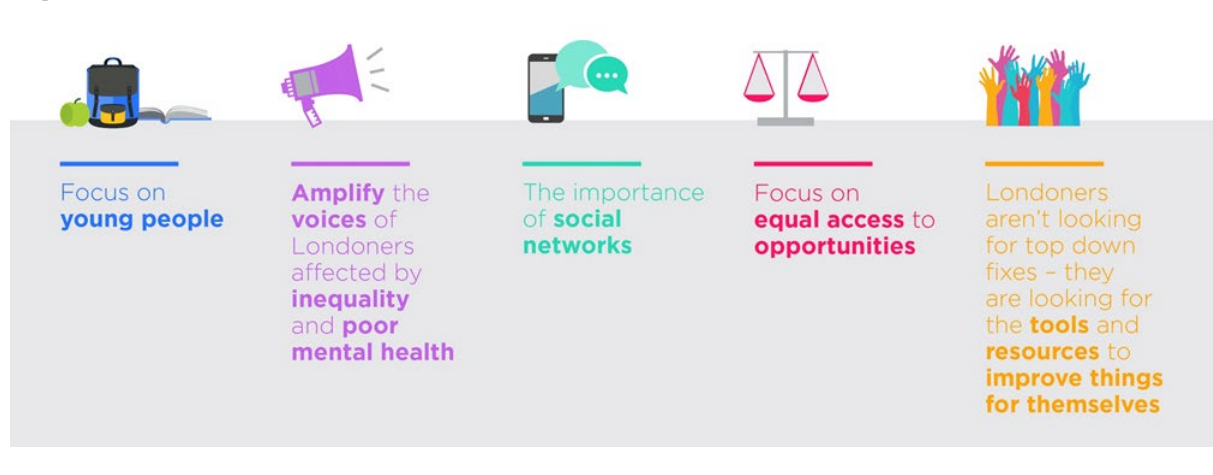 Focus on
young people
Amplify the
voices of
Londoners
affected by
inequality
and poor
mental health
The importance
of social
networks
Focus on
equal access to
opportunities
Londoners
aren't looking
for top down
fixes – they
are looking for
the tools and
resources to
improve things
for themselves